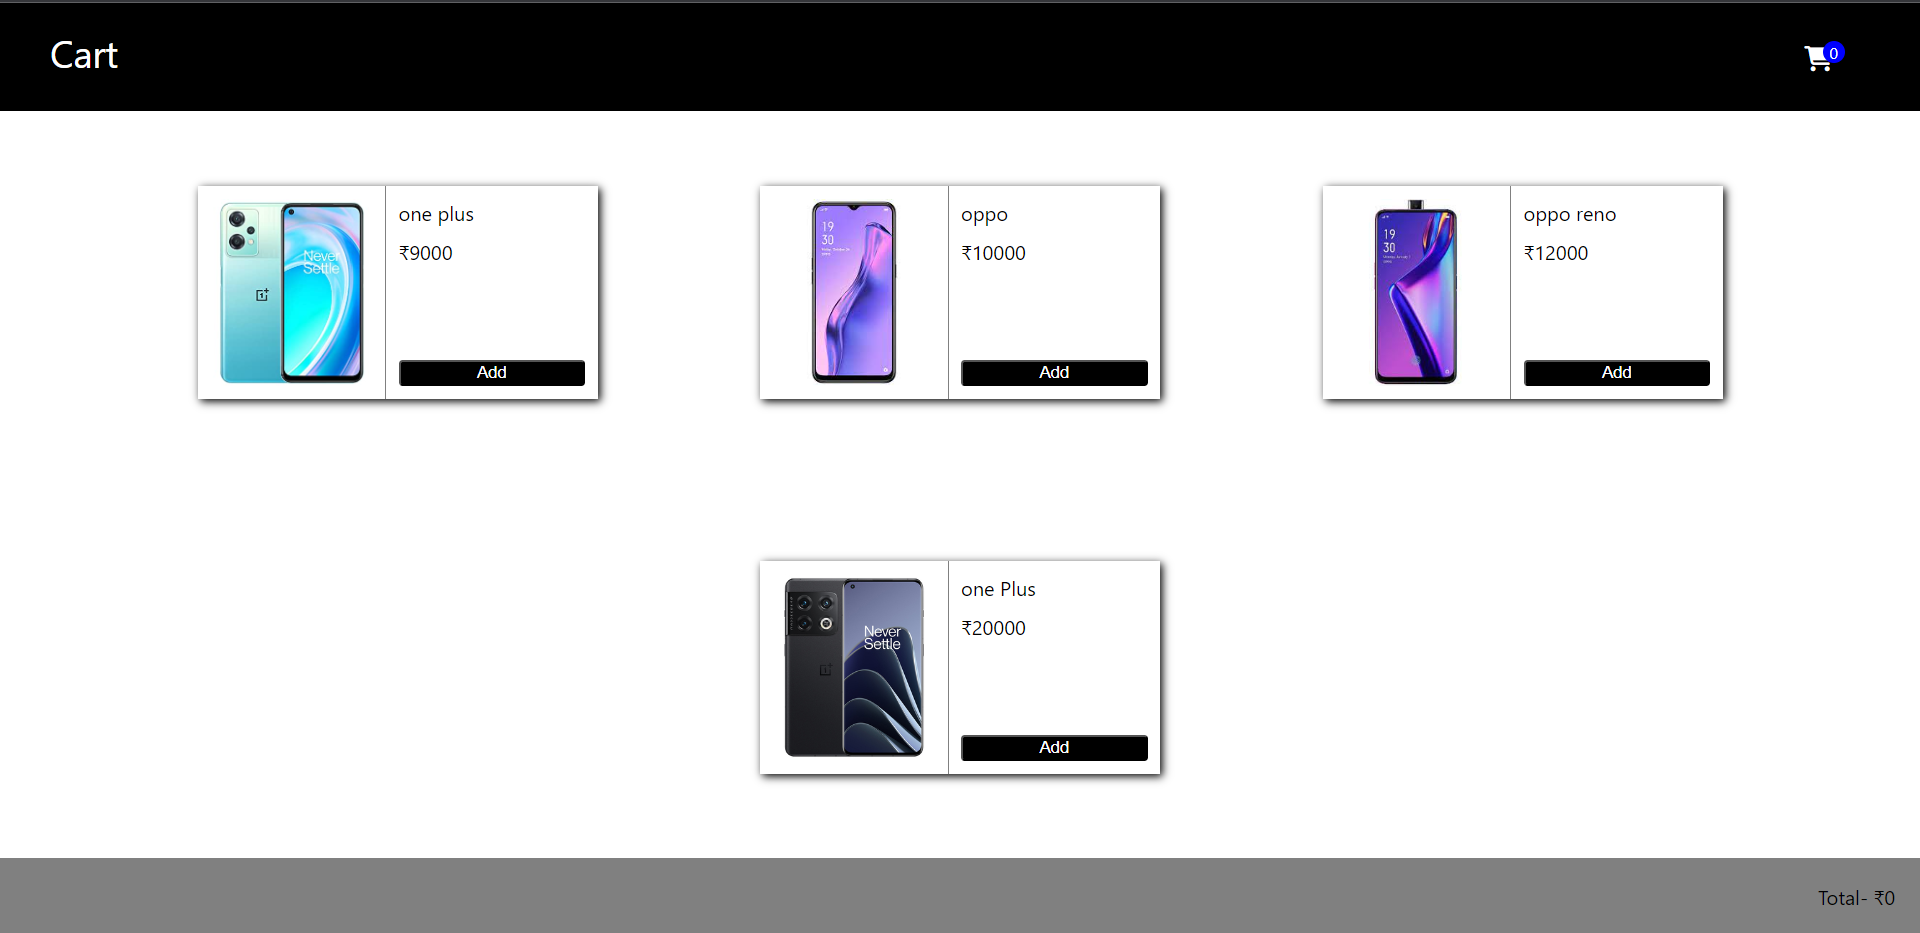 Cart
0
one plus
₹9000
Never
Settle
Add
oppo
₹10000
19
30
Add
oppo reno
₹12000
19
30
Add
one Plus
₹20000
Never
Settle
Add
Total- ₹0